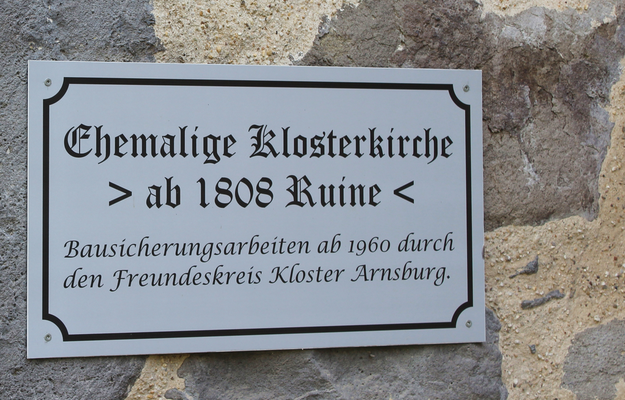 Ehemalige Klosterkirche
> ab 1808 Ruine <
Bausicherungsarbeiten ab 1960 durch
den Freundeskreis Kloster Arnsburg.